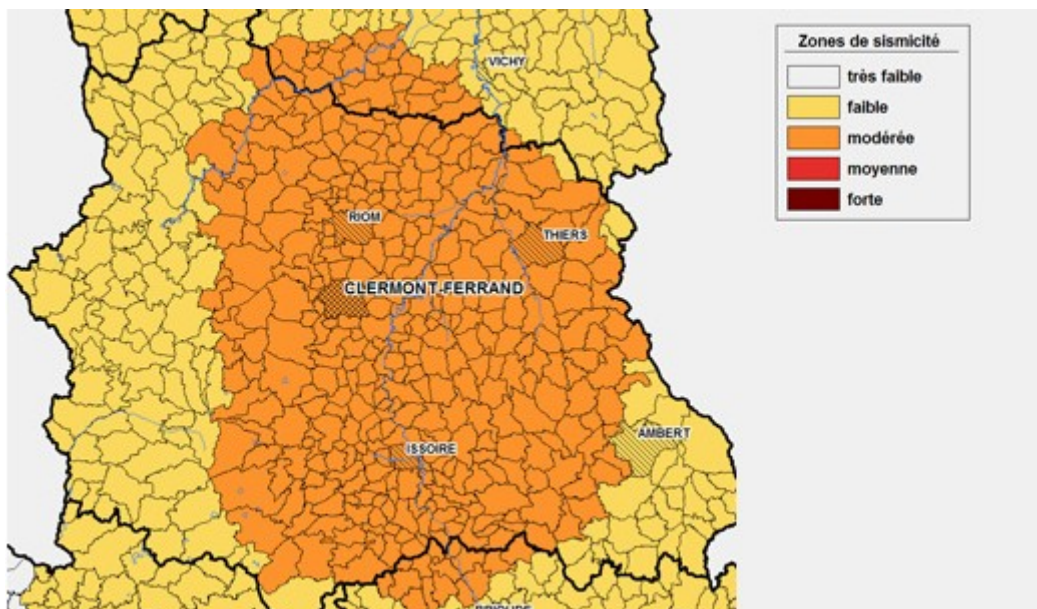 Zones de sismicité
très faible
faible
modérée
moyenne
forte
VICHY
RIOM
THIERS
CLERMONT-FERRAND
AMBERT
ISSOIRE